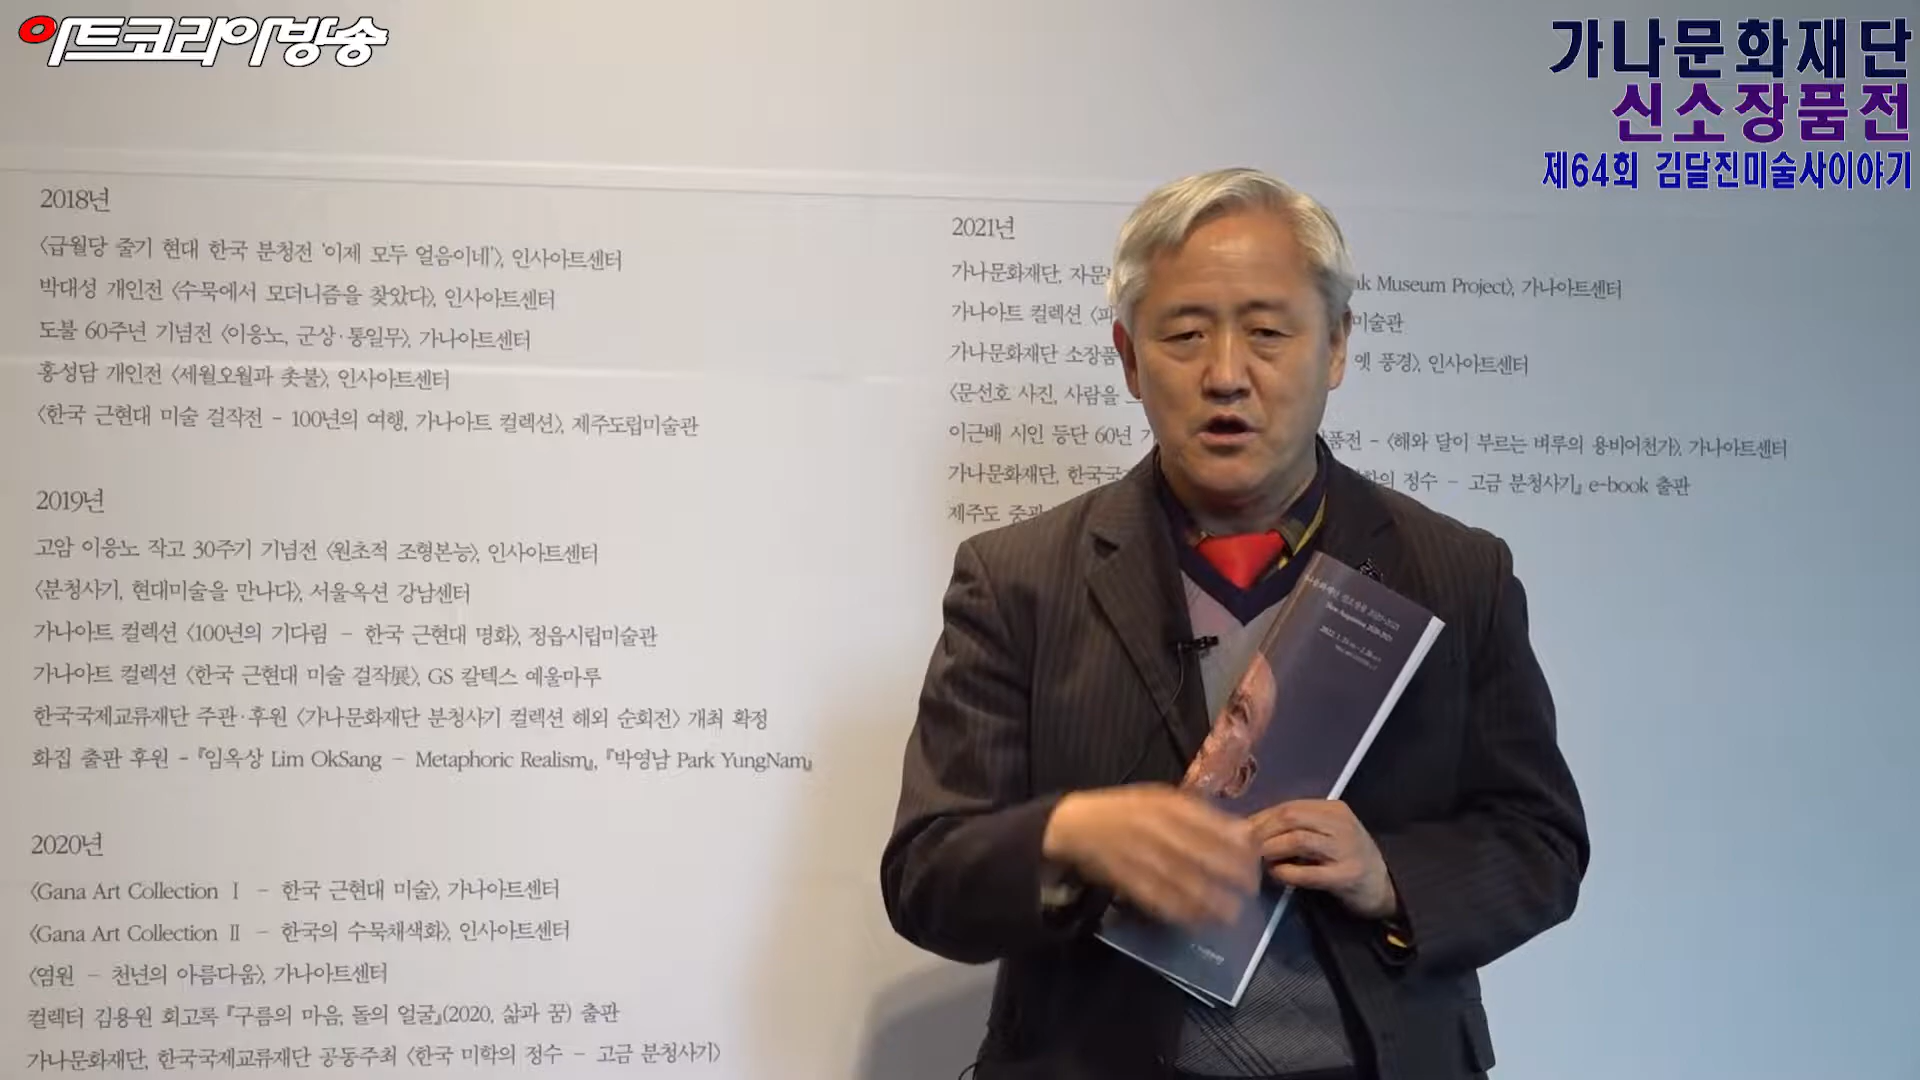 아트코리아방송
가나문화재단
신소장품전
제64회 김달진미술사이야기
2018년
〈급월당 줄기 현대 한국 분청전 '이제 모두 얼음이네'〉, 인사아트센터
박대성 개인전 〈수묵에서 모더니즘을 찾았다〉, 인사아트센터
도불 60주년 기념전 〈이응노, 군상·통일무〉, 가나아트센터
홍성담 개인전 〈세월오월과 촛불〉, 인사아트센터
〈한국 근현대 미술 걸작전 - 100년의 여행, 가나아트 컬렉션〉, 제주도립미술관
2019년
고암 이응노 작고 30주기 기념전 〈원초적 조형본능〉, 인사아트센터
〈분청사기, 현대미술을 만나다〉, 서울옥션 강남센터
가나아트 컬렉션 〈100년의 기다림 - 한국 근현대 명화〉, 정읍시립미술관
가나아트 컬렉션 〈한국 근현대 미술 걸작展〉, GS 칼텍스 예울마루
한국국제교류재단 주관·후원 〈가나문화재단 분청사기 컬렉션 해외 순회전〉 개최 확정
화집 출판 후원 - 『임옥상 Lim OkSang - Metaphoric Realism』, 『박영남 Park YungNam』
2020년
〈Gana Art Collection Ⅰ - 한국 근현대 미술〉, 가나아트센터
〈Gana Art Collection Ⅱ - 한국의 수묵채색화〉, 인사아트센터
〈염원 - 천년의 아름다움〉, 가나아트센터
컬렉터 김용원 회고록 『구름의 마음, 돌의 얼굴』(2020, 삶과 꿈) 출판
가나문화재단, 한국국제교류재단 공동주최 〈한국 미학의 정수 - 고금 분청사기〉
2021년
가나문화재단, 자문 Museum Project〉, 가나아트센터
가나아트 컬렉션 미술관
가나문화재단 소장품 옛 풍경〉, 인사아트센터
〈문선호 사진, 사람을
이근배 시인 등단 60년 〈해와 달이 부르는 벼루의 용비어천가〉, 가나아트센터
가나문화재단, 정수 - 고금 분청사기』 e-book 출판
제주도
가나문화재단 신소장품 2020-2021
New Acquisitions 2020-2021